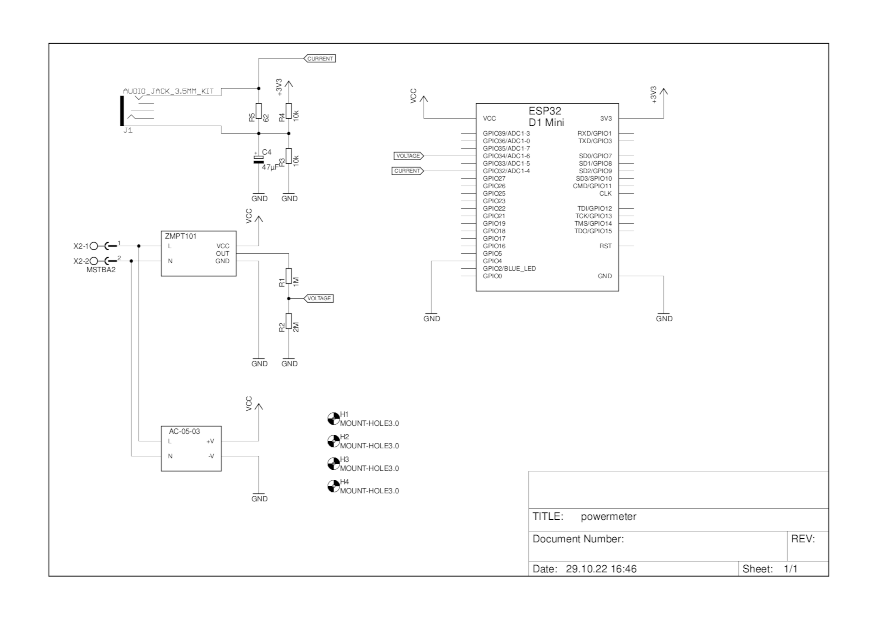 CURRENT
AUDIO_JACK_3.5MM_KIT
J1
R5
62
+3V3
R4
10k
C4
47µF
R3
10k
GND
GND
VCC
ZMPT101
L
N
VCC
OUT
GND
X2-1
1
X2-2
2
MSTBA2
R1
1M
VOLTAGE
R2
2M
GND
GND
VCC
AC-05-03
L
N
+V
-V
GND
H1
MOUNT-HOLE3.0
H2
MOUNT-HOLE3.0
H3
MOUNT-HOLE3.0
H4
MOUNT-HOLE3.0
VCC
+3V3
ESP32
D1 Mini
VCC
3V3
GPIO39/ADC1-3
GPIO36/ADC1-0
GPIO35/ADC1-7
GPIO34/ADC1-6
GPIO33/ADC1-5
GPIO32/ADC1-4
GPIO27
GPIO26
GPIO25
GPIO23
GPIO22
GPIO21
GPIO19
GPIO18
GPIO17
GPIO16
GPIO5
GPIO4
GPIO2/BLUE_LED
GPIO0
RXD/GPIO1
TXD/GPIO3
SD0/GPIO7
SD1/GPIO8
SD2/GPIO9
SD3/SPIO10
CMD/GPIO11
CLK
TDI/GPIO12
TCK/GPIO13
TMS/GPIO14
TDO/GPIO15
RST
GND
VOLTAGE
CURRENT
GND
GND
TITLE: powermeter
Document Number:
REV:
Date: 29.10.22 16:46
Sheet: 1/1